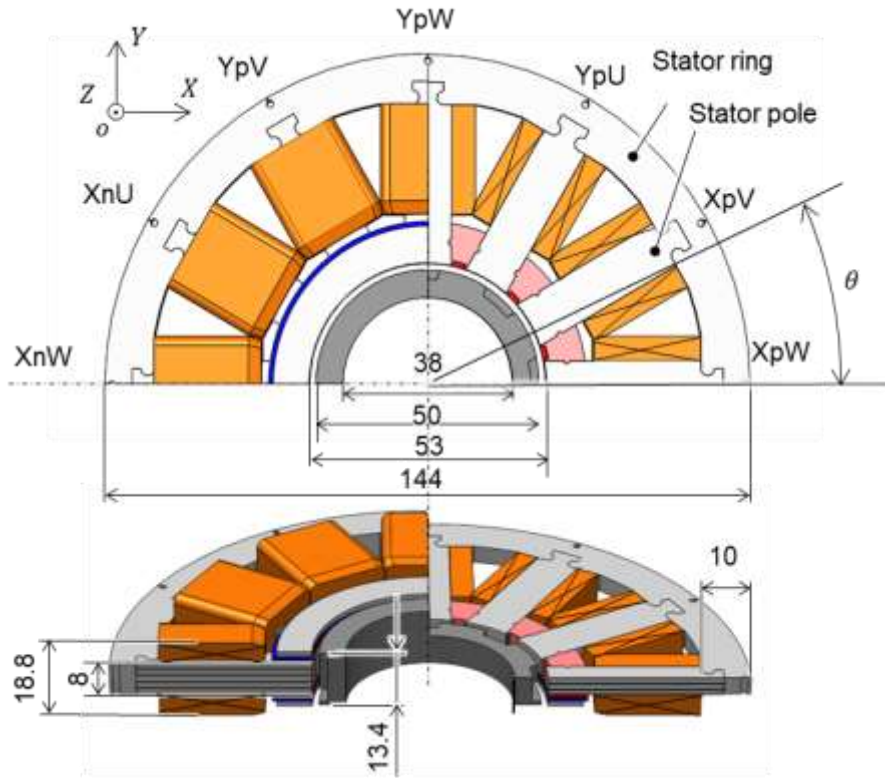 YpW
Y
YpV
YpU
Stator ring
Z
X
o
Stator pole
XnU
XpV
θ
XnW
38
XpW
50
53
144
10
18.8
8
13.4